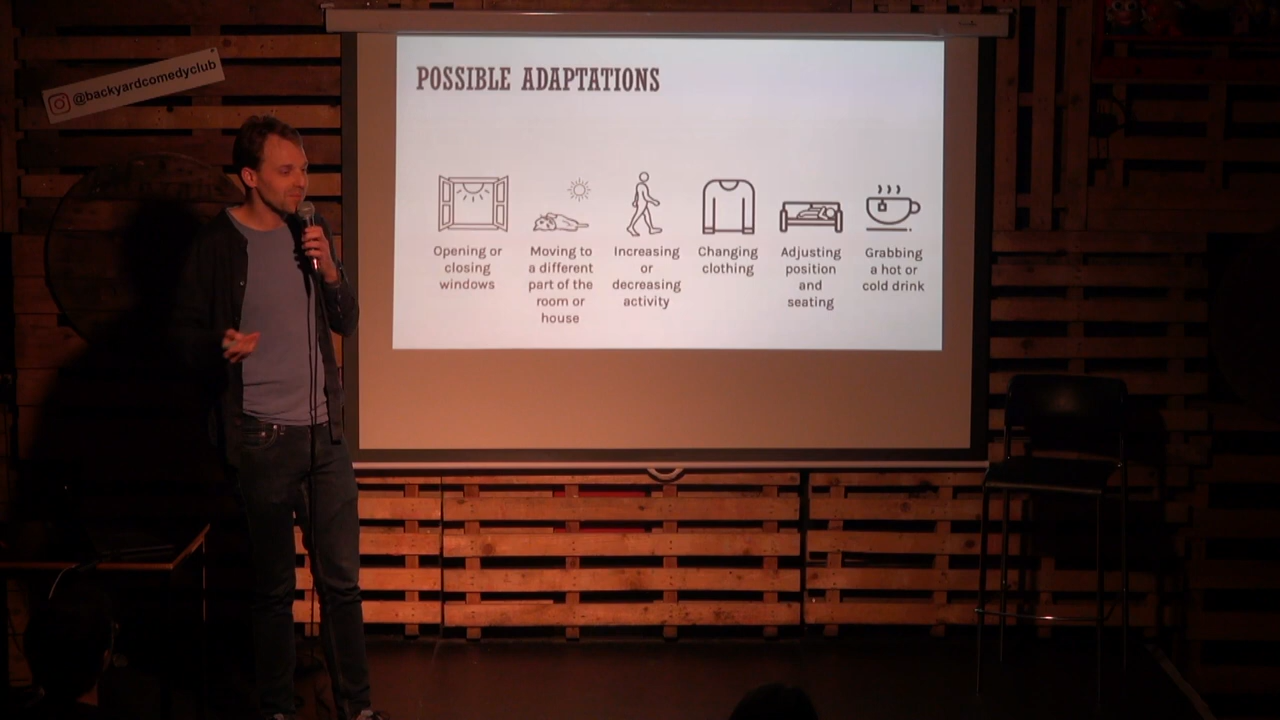 @backyardcomedyclub
POSSIBLE ADAPTATIONS
Opening or
closing
windows
Moving to
a different
part of the
room or
house
Increasing
or
decreasing
activity
Changing
clothing
Adjusting
position
and
seating
Grabbing
a hot or
cold drink